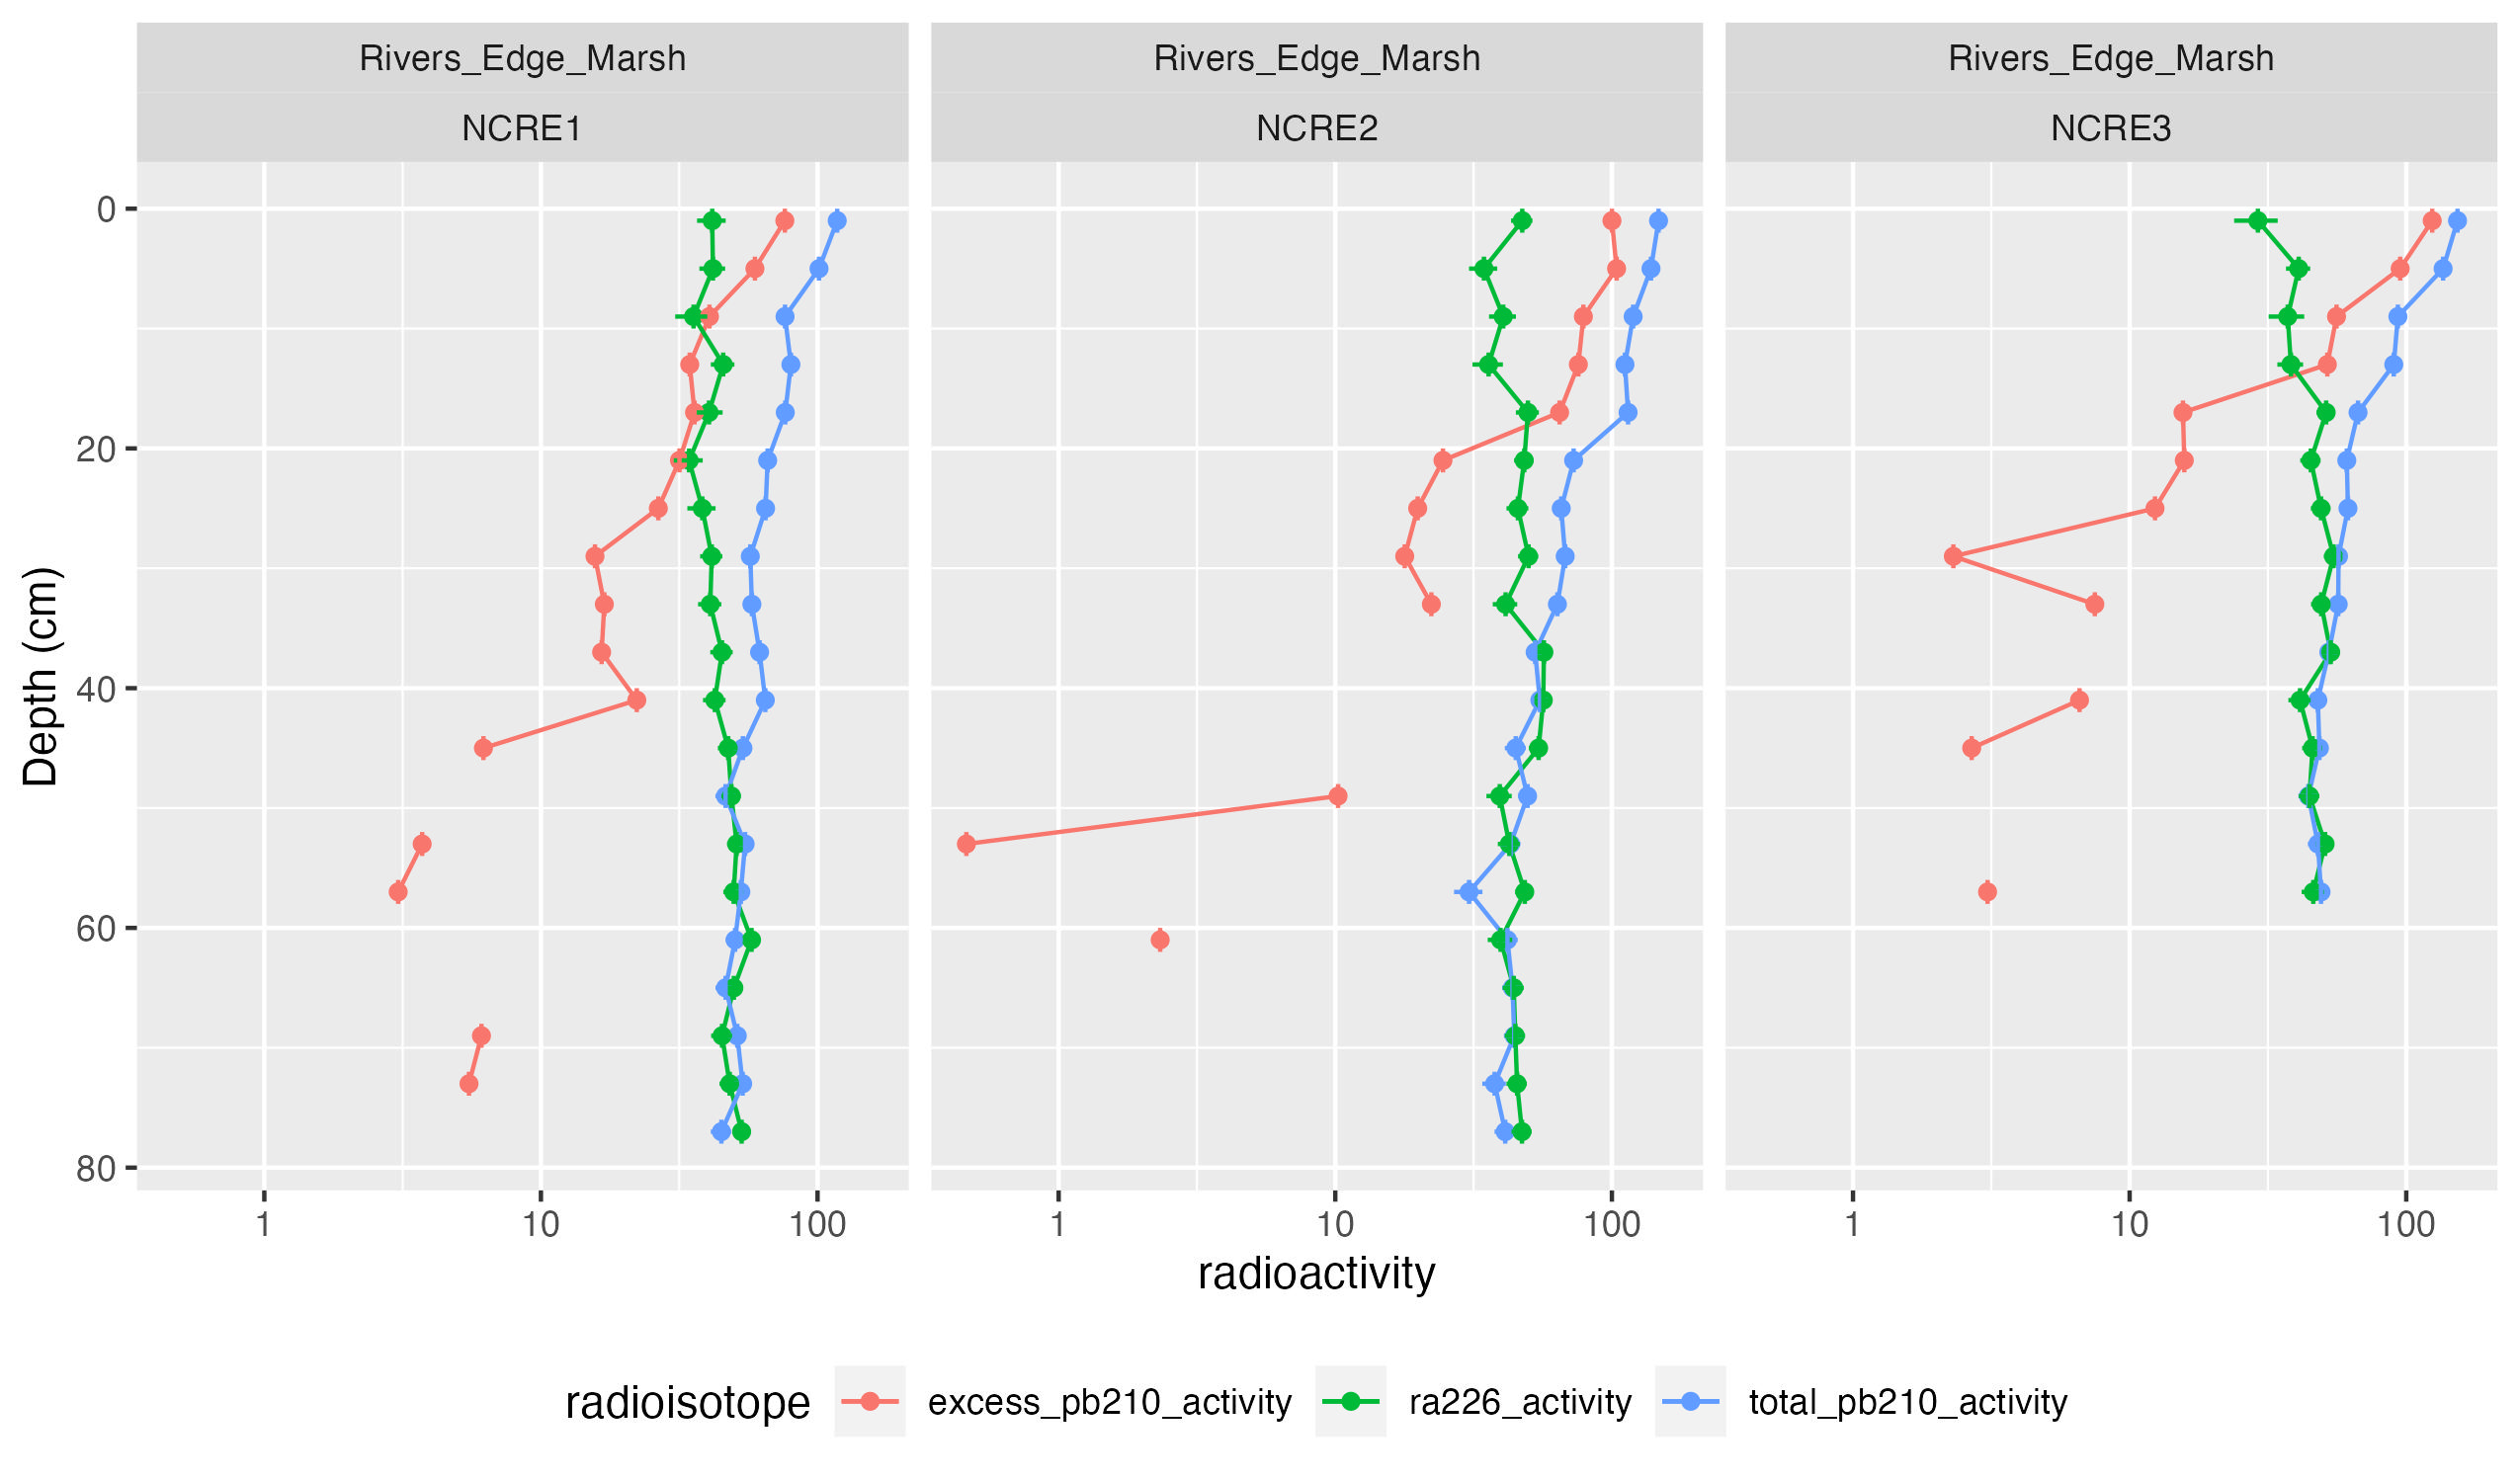 Rivers_Edge_Marsh Rivers_Edge_Marsh Rivers_Edge_Marsh
NCRE1 NCRE2 NCRE3
0
20
40
60
80
Depth (cm)
1 10 100 1 10 100 1 10 100
radioactivity
radioisotope excess_pb210_activity ra226_activity total_pb210_activity